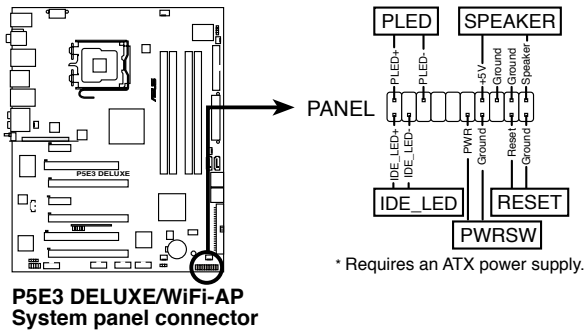 PLED
SPEAKER
PLED+
PLED-
+5V
Ground
Ground
Speaker
PANEL
IDE_LED+
IDE_LED-
PWR
Ground
Reset
Ground
IDE_LED
RESET
PWRSW
* Requires an ATX power supply.
ASUS
P5E3 DELUXE
P5E3 DELUXE/WiFi-AP
System panel connector